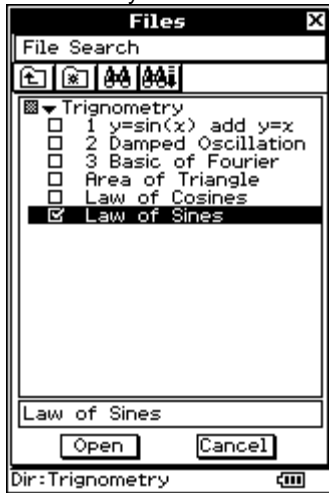 Files X
File Search
Trignometry
1 y=sin(x) add y=x
2 Damped Oscillation
3 Basic of Fourier
Area of Triangle
Law of Cosines
Law of Sines
Law of Sines
Open Cancel
Dir:Trignometry